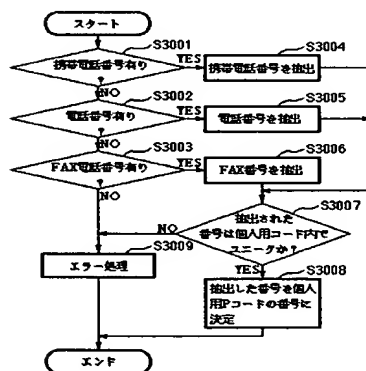 スタート
S3001
携帯電話番号有り
?
YES
S3004
携帯電話番号を抽出
NO
S3002
電話番号有り
?
YES
S3005
電話番号を抽出
NO
S3003
FAX電話番号有り
?
YES
S3006
FAX番号を抽出
NO
S3007
抽出された
番号は個人用コード内で
ユニークか?
NO
YES
S3009
エラー処理
S3008
抽出した番号を個人
用Pコードの番号に
決定
エンド